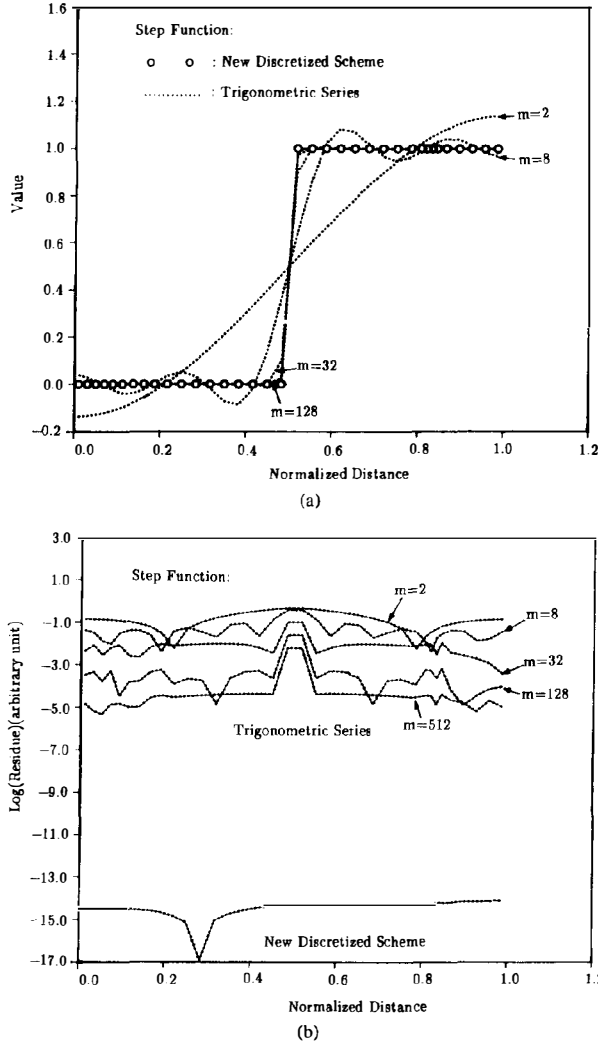 1.6
1.4
1.2
1.0
0.8
0.6
0.4
0.2
0.0
−0.2
Value
Step Function:
: New Discretized Scheme
: Trigonometric Series
m=2
m=8
m=32
m=128
0.0 0.2 0.4 0.6 0.8 1.0 1.2
Normalized Distance
(a)
3.0
1.0
−1.0
−3.0
−5.0
−7.0
−9.0
−11.0
−13.0
−15.0
−17.0
Log(Residue)(arbitrary unit)
Step Function:
m=2
m=8
m=32
m=128
m=512
Trigonometric Series
New Discretized Scheme
0.0 0.2 0.4 0.6 0.8 1.0 1.
Normalized Distance
(b)